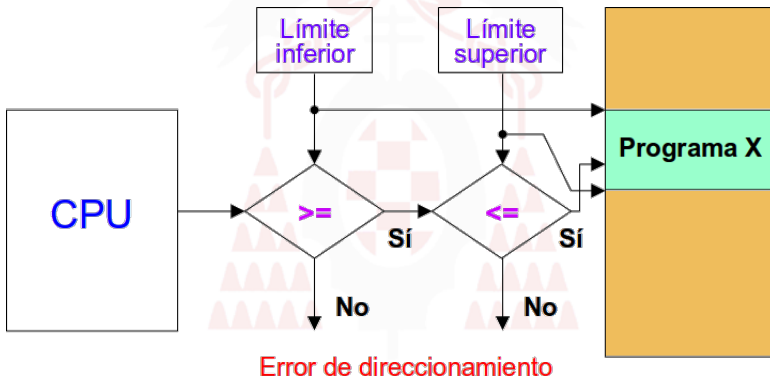 Límite
inferior
Límite
superior
CPU
>=
Sí
<=
Sí
Programa X
No
No
Error de direccionamiento